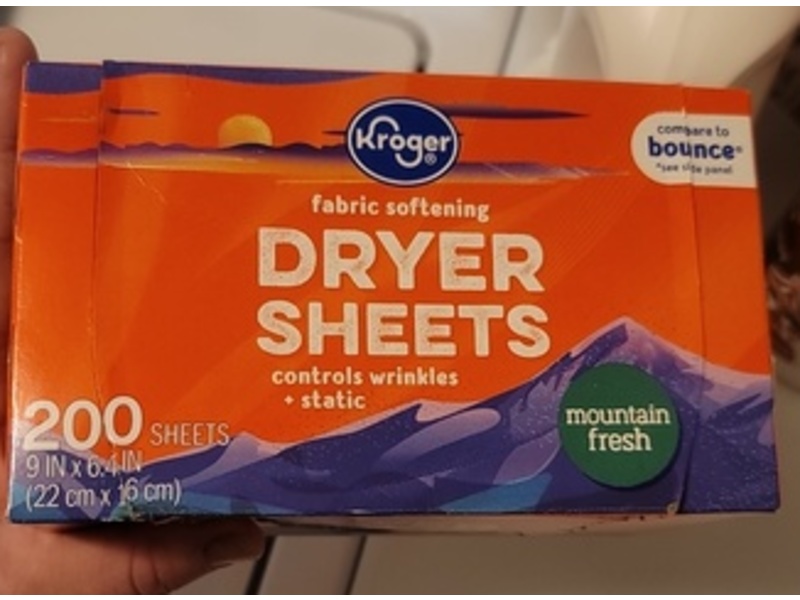 Kroger®
compare to
bounce®
*see side panel
fabric softening
DRYER
SHEETS
controls wrinkles
+ static
200 SHEETS
9 IN x 6.4 IN
(22 cm x 16 cm)
mountain
fresh